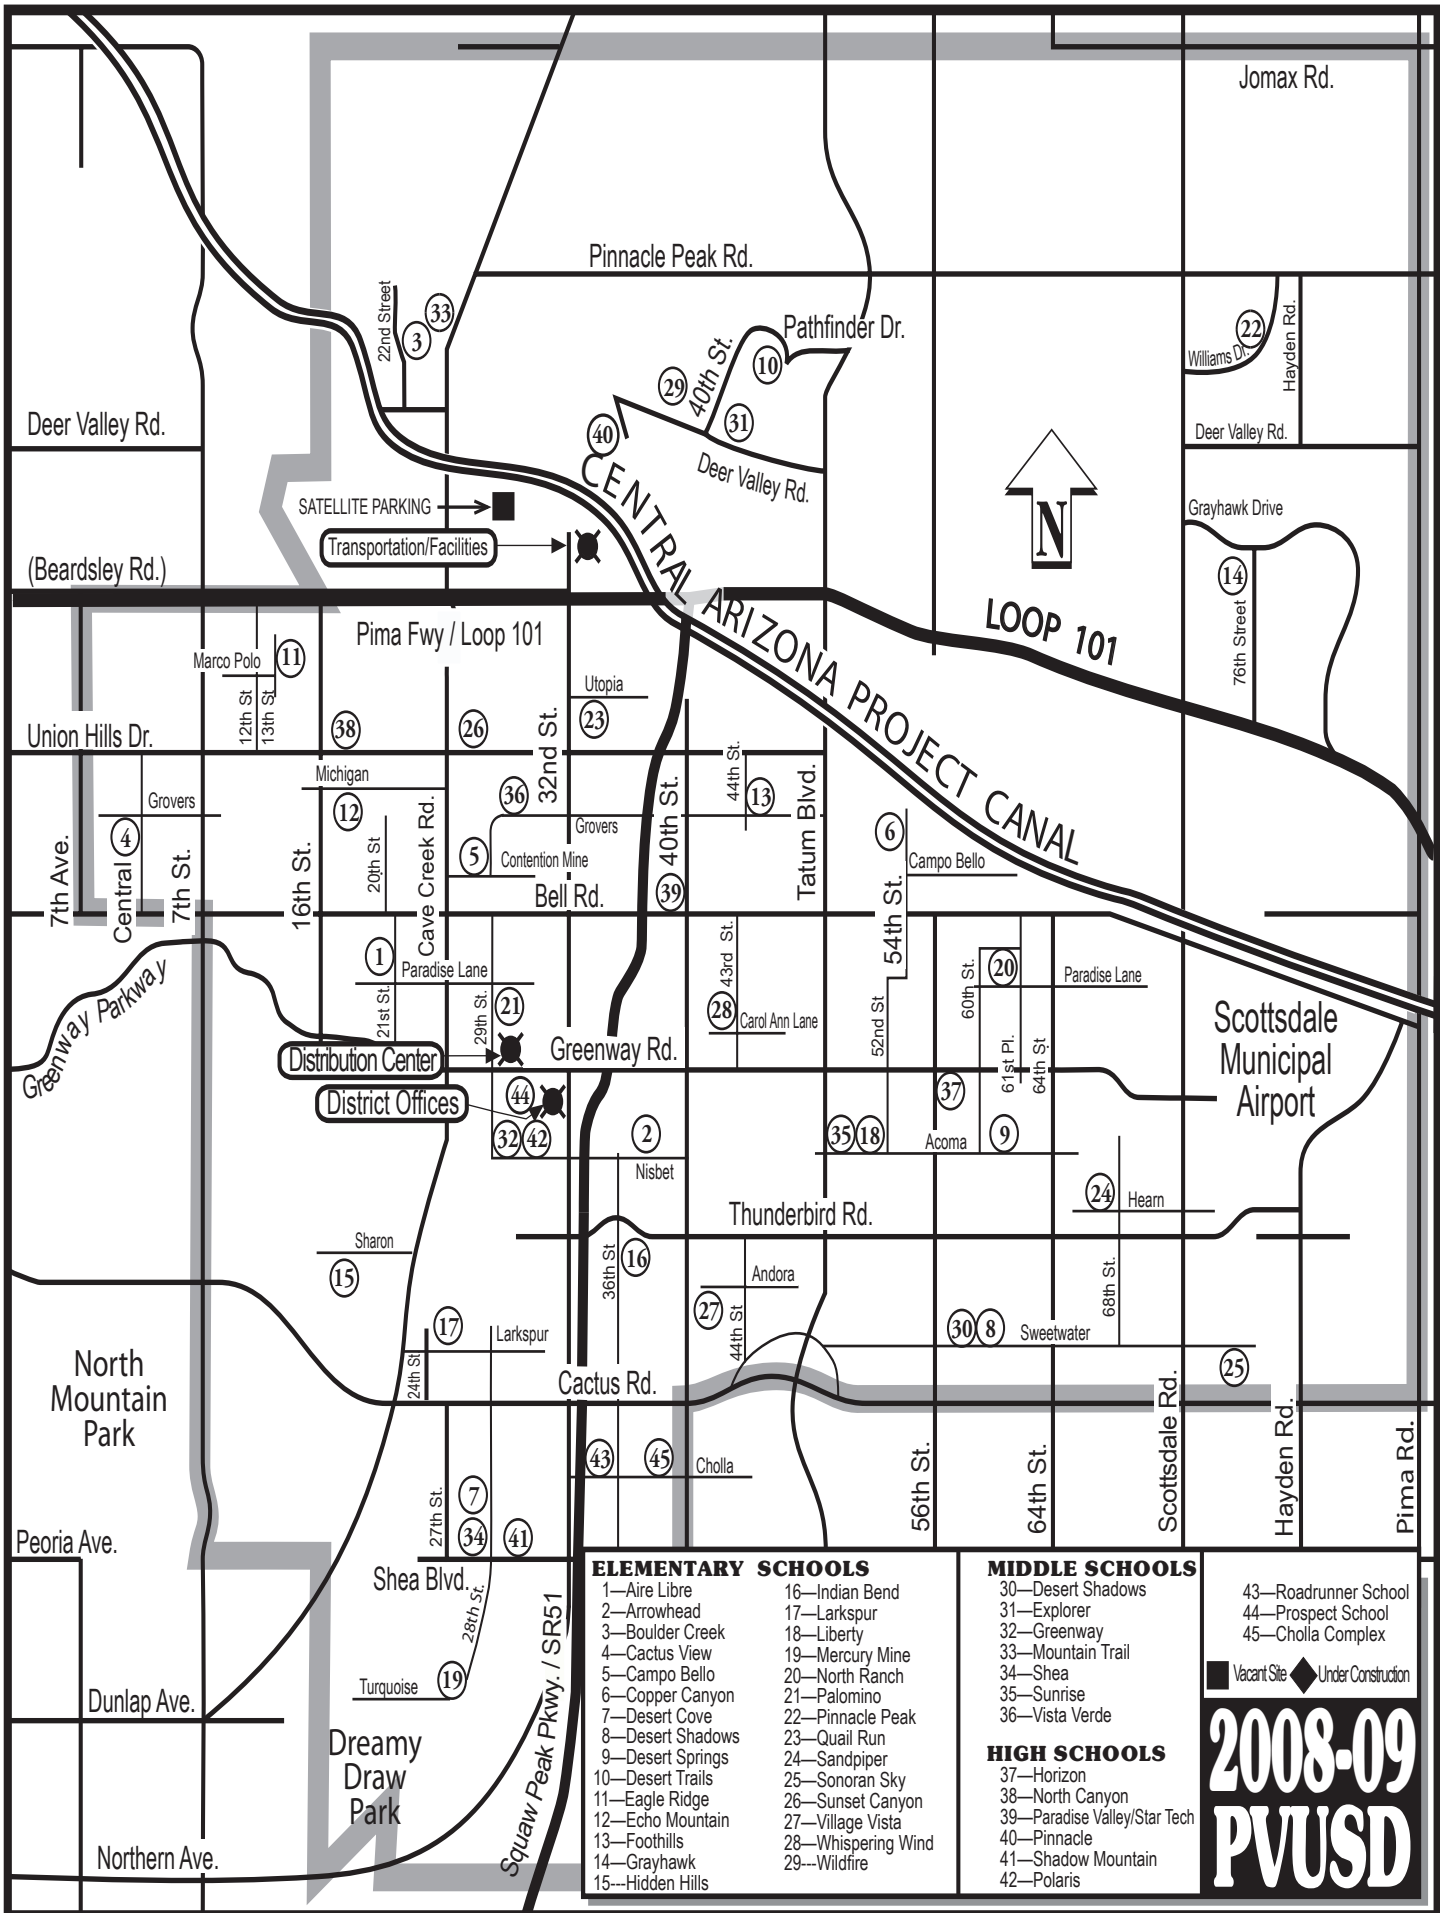 Jomax Rd.
Pinnacle Peak Rd.
22nd Street
33
3
Pathfinder Dr.
40th St.
10
29
31
40
Deer Valley Rd.
22
Williams Dr.
Hayden Rd.
Deer Valley Rd.
Deer Valley Rd.
CENTRAL ARIZONA PROJECT CANAL
N
SATELLITE PARKING
Transportation/Facilities
Grayhawk Drive
14
76th Street
(Beardsley Rd.)
Pima Fwy / Loop 101
LOOP 101
Marco Polo
11
12th St
13th St
Utopia
23
Union Hills Dr.
38
26
32nd St.
44th St.
13
Michigan
12
36
Grovers
Grovers
4
Central
7th Ave.
7th St.
16th St.
20th St
Cave Creek Rd.
5
Contention Mine
Bell Rd.
40th St.
39
Tatum Blvd.
6
Campo Bello
54th St.
1
Paradise Lane
21st St.
29th St.
21
43rd St.
28
Carol Ann Lane
52nd St
60th St.
20
Paradise Lane
61st Pl.
64th St
Greenway Parkway
Distribution Center
Greenway Rd.
Scottsdale
Municipal
Airport
District Offices
44
32
42
2
Nisbet
37
35
18
Acoma
9
24
Hearn
Thunderbird Rd.
Sharon
15
36th St
16
Andora
27
44th St
68th St.
17
Larkspur
24th St
30
8
Sweetwater
25
North
Mountain
Park
Cactus Rd.
43
45
Cholla
56th St.
64th St.
Scottsdale Rd.
Hayden Rd.
Pima Rd.
27th St.
7
34
41
Peoria Ave.
Shea Blvd.
28th St.
Turquoise
19
Dunlap Ave.
Dreamy
Draw
Park
Squaw Peak Pkwy. / SR51
Northern Ave.
ELEMENTARY SCHOOLS
1—Aire Libre
2—Arrowhead
3—Boulder Creek
4—Cactus View
5—Campo Bello
6—Copper Canyon
7—Desert Cove
8—Desert Shadows
9—Desert Springs
10—Desert Trails
11—Eagle Ridge
12—Echo Mountain
13—Foothills
14—Grayhawk
15---Hidden Hills
16—Indian Bend
17—Larkspur
18—Liberty
19—Mercury Mine
20—North Ranch
21—Palomino
22—Pinnacle Peak
23—Quail Run
24—Sandpiper
25—Sonoran Sky
26—Sunset Canyon
27—Village Vista
28—Whispering Wind
29---Wildfire
MIDDLE SCHOOLS
30—Desert Shadows
31—Explorer
32—Greenway
33—Mountain Trail
34—Shea
35—Sunrise
36—Vista Verde
HIGH SCHOOLS
37—Horizon
38—North Canyon
39—Paradise Valley/Star Tech
40—Pinnacle
41—Shadow Mountain
42—Polaris
43—Roadrunner School
44—Prospect School
45—Cholla Complex
Vacant Site
Under Construction
2008-09
PVUSD